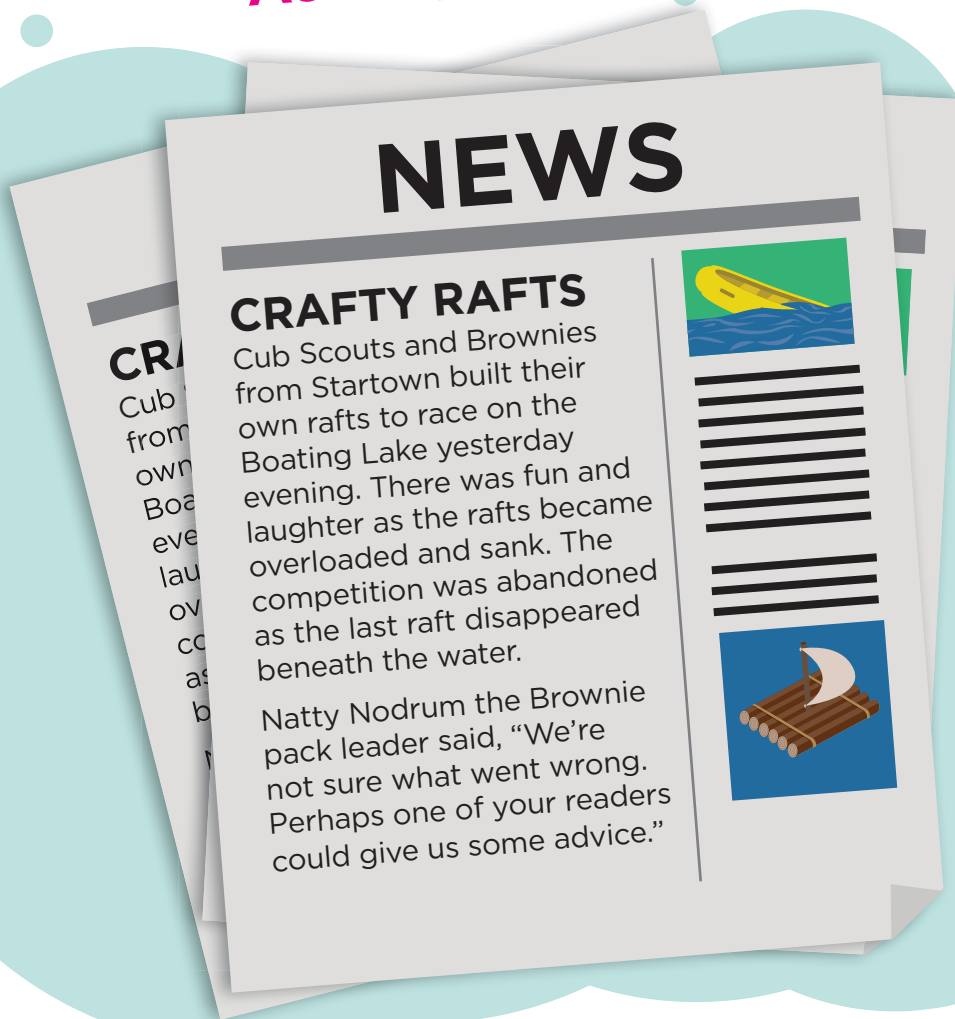 NEWS
CRAFTY RAFTS
Cub Scouts and Brownies
from Startown built their
own rafts to race on the
Boating Lake yesterday
evening. There was fun and
laughter as the rafts became
overloaded and sank. The
competition was abandoned
as the last raft disappeared
beneath the water.
Natty Nodrum the Brownie
pack leader said, “We’re
not sure what went wrong.
Perhaps one of your readers
could give us some advice.”
Cub
from
own